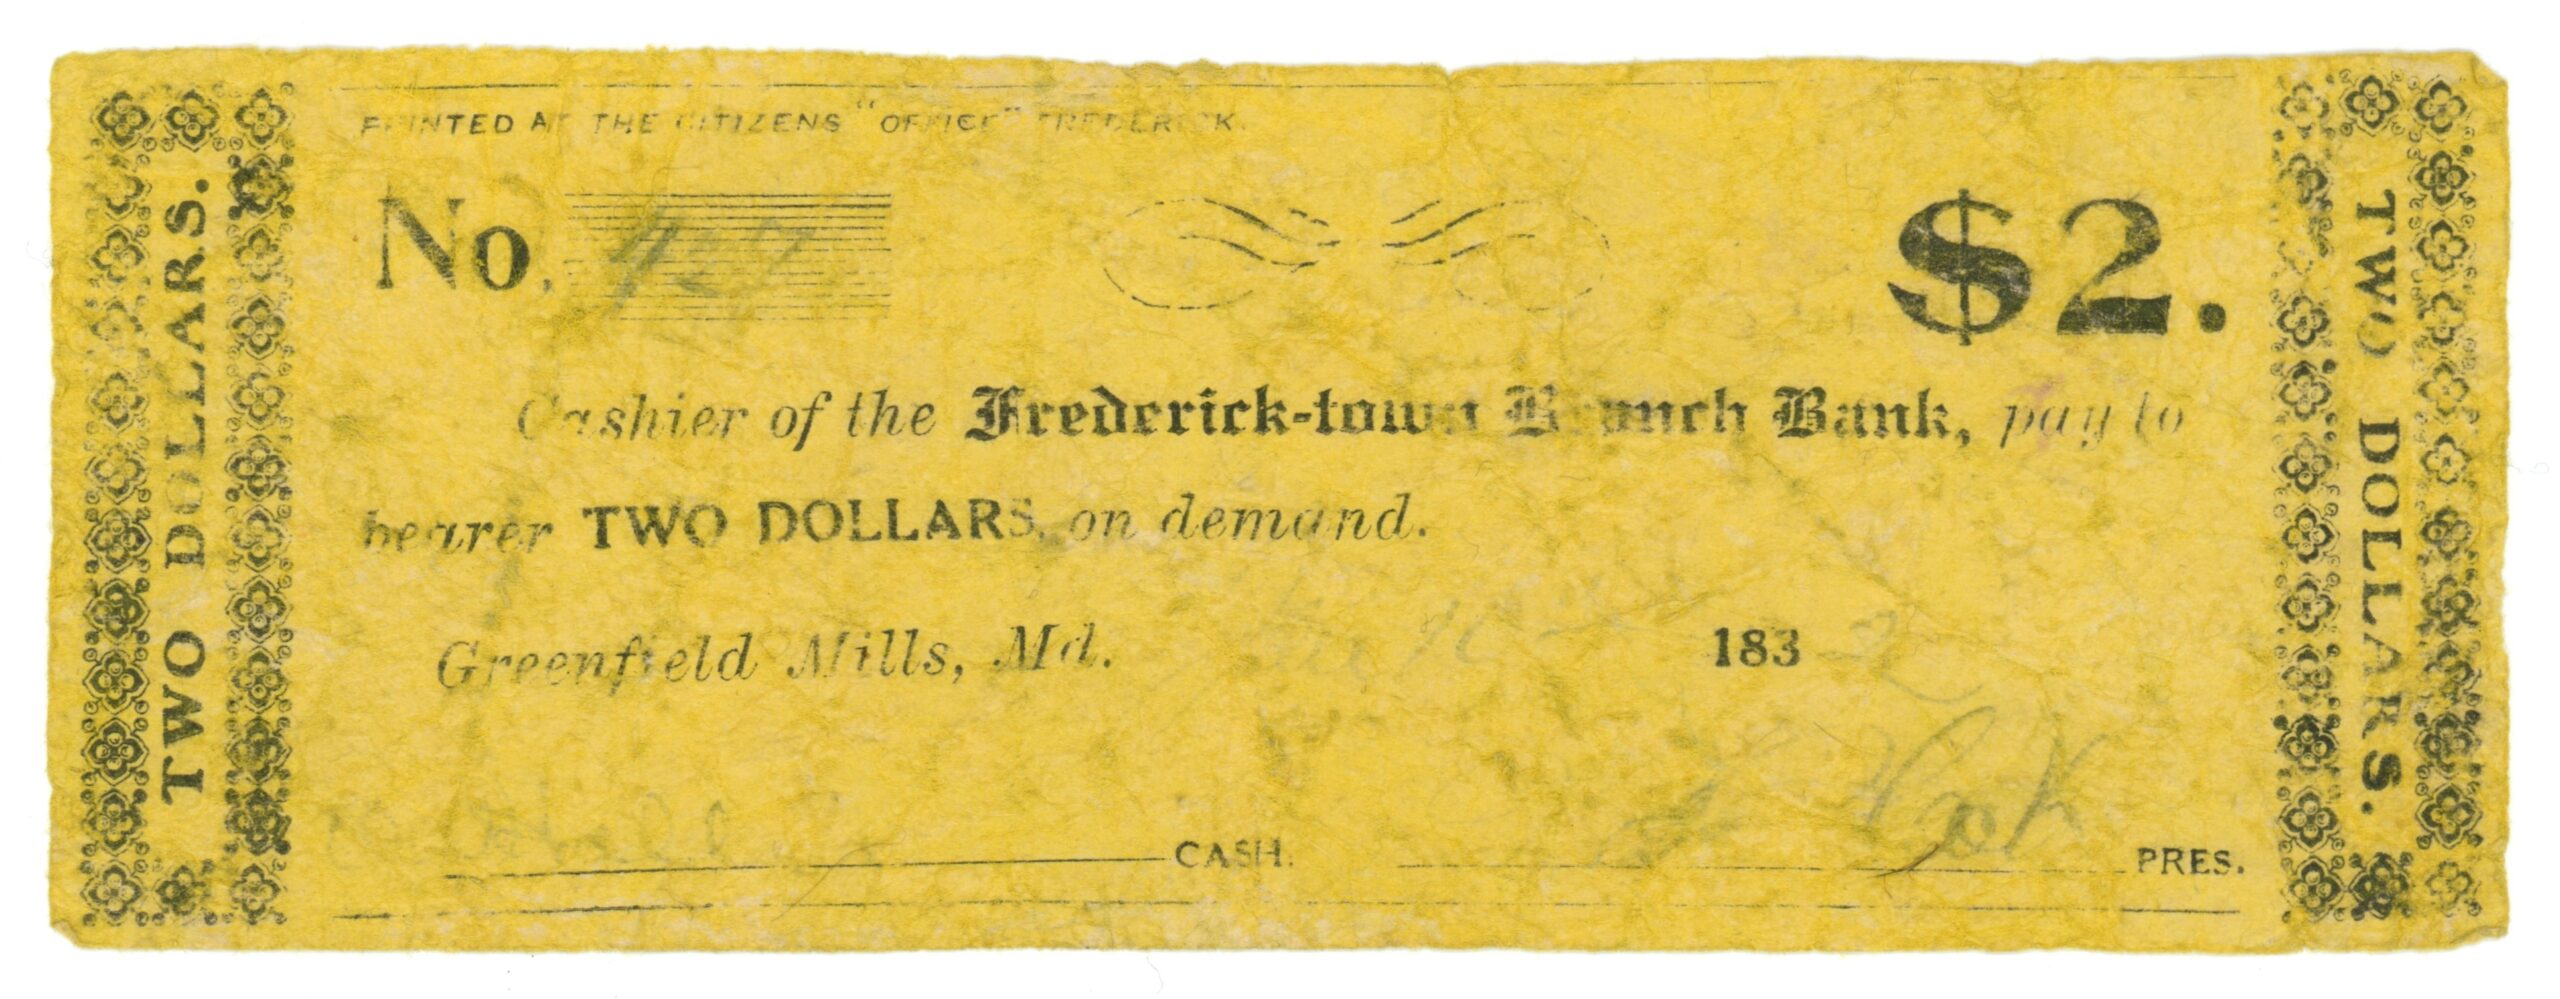 PRINTED AT THE CITIZENS "OFFICE" FREDERICK.
TWO DOLLARS.
No.
$2.
Cashier of the Frederick-town Branch Bank, pay to
bearer TWO DOLLARS, on demand.
Greenfield Mills, Md. 1832
CASH. PRES.
TWO DOLLARS.